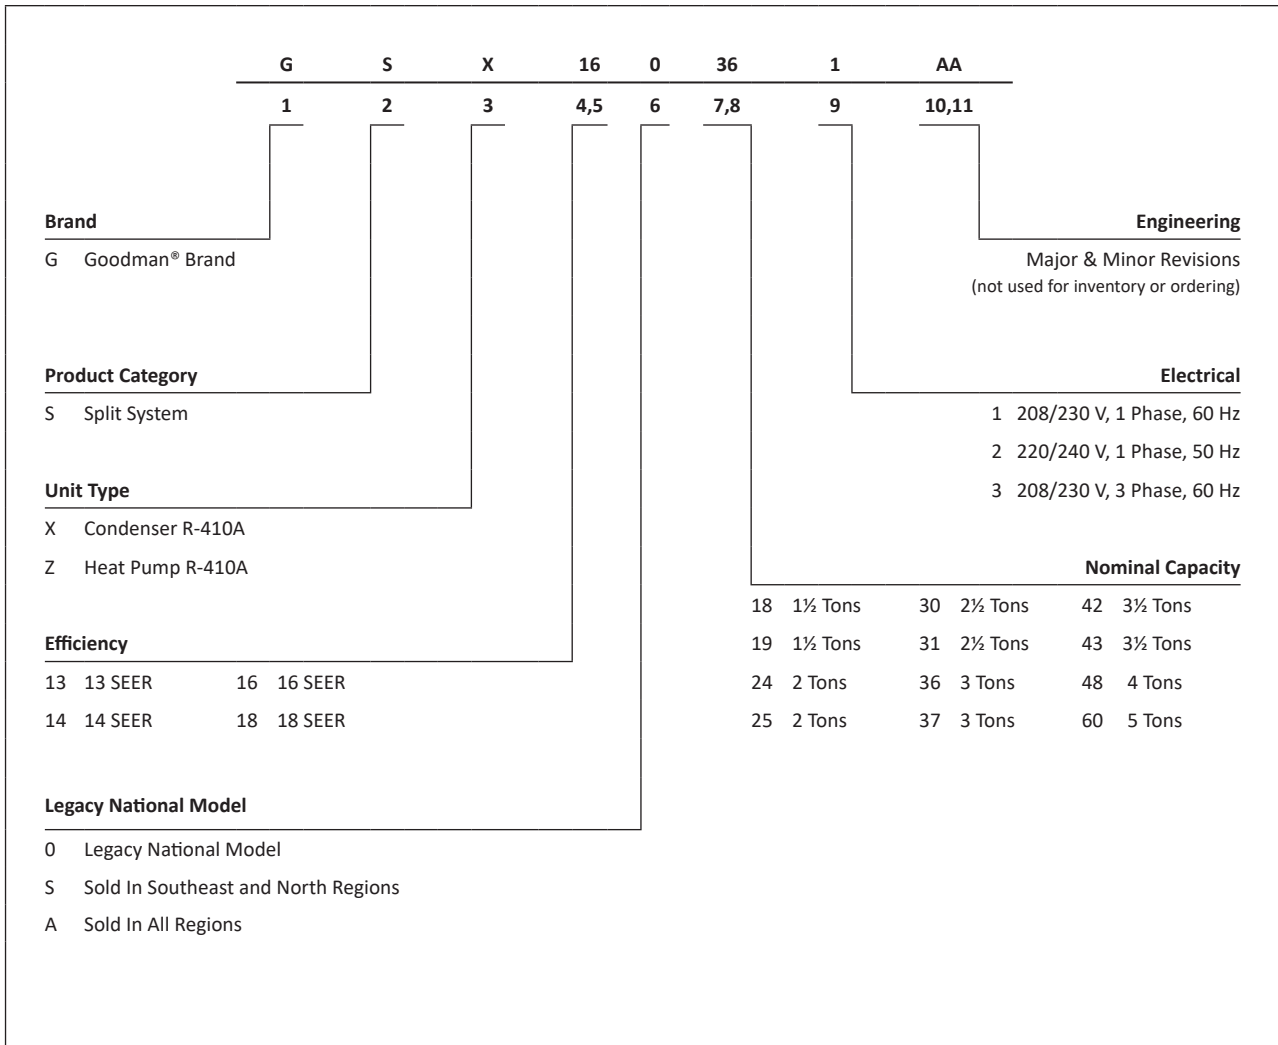 G S X 16 0 36 1 AA
1 2 3 4,5 6 7,8 9 10,11
Brand
G Goodman® Brand
Product Category
S Split System
Unit Type
X Condenser R-410A
Z Heat Pump R-410A
Efficiency
13 13 SEER 16 16 SEER
14 14 SEER 18 18 SEER
Legacy National Model
0 Legacy National Model
S Sold In Southeast and North Regions
A Sold In All Regions
Engineering
Major & Minor Revisions
(not used for inventory or ordering)
Electrical
1 208/230 V, 1 Phase, 60 Hz
2 220/240 V, 1 Phase, 50 Hz
3 208/230 V, 3 Phase, 60 Hz
Nominal Capacity
18 1½ Tons 30 2½ Tons 42 3½ Tons
19 1½ Tons 31 2½ Tons 43 3½ Tons
24 2 Tons 36 3 Tons 48 4 Tons
25 2 Tons 37 3 Tons 60 5 Tons